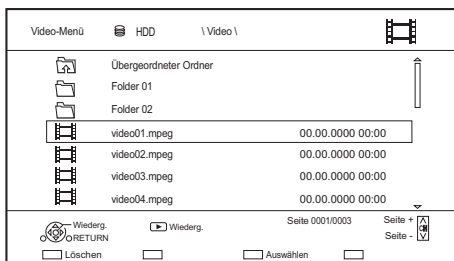 Video-Menü HDD \ Video \
Übergeordneter Ordner
Folder 01
Folder 02
video01.mpeg 00.00.0000 00:00
video02.mpeg 00.00.0000 00:00
video03.mpeg 00.00.0000 00:00
video04.mpeg 00.00.0000 00:00
Wiederg. Wiederg. Seite 0001/0003 Seite +
RETURN CH Seite -
Löschen Auswählen